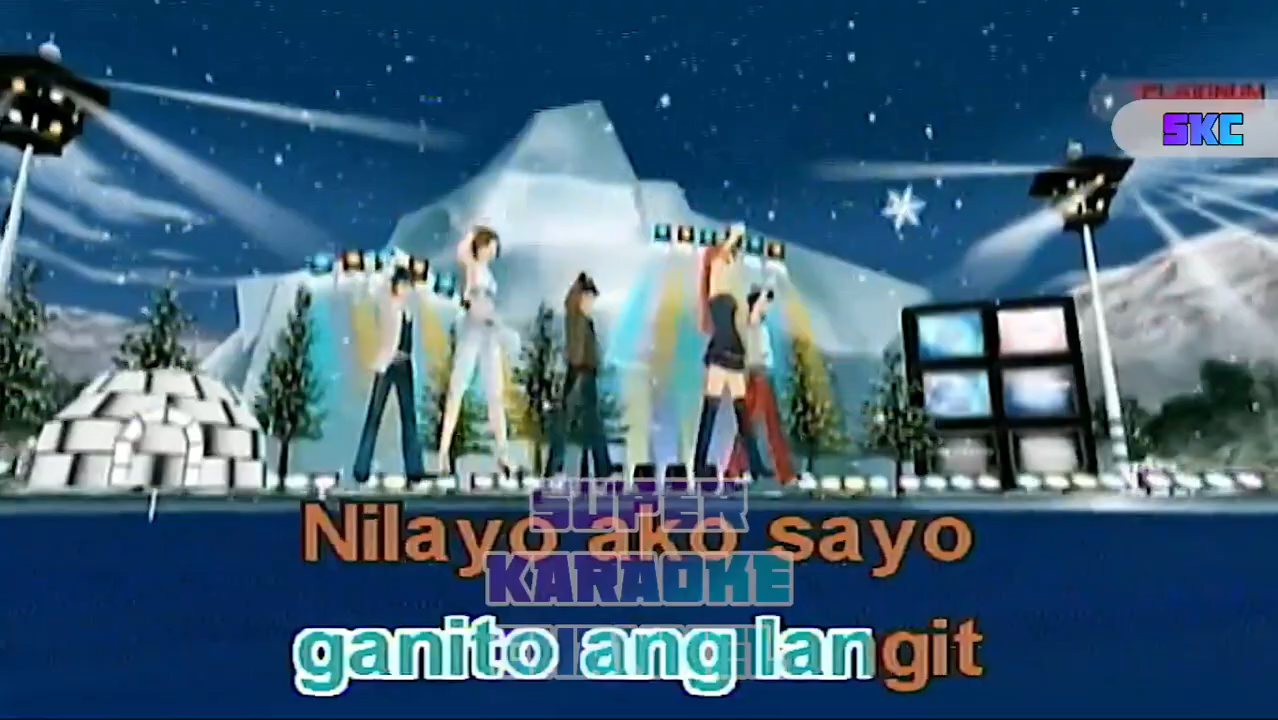 PLATINUM
SKC
SUPER
Nilayo ako sayo
KARAOKE
ganito ang langit